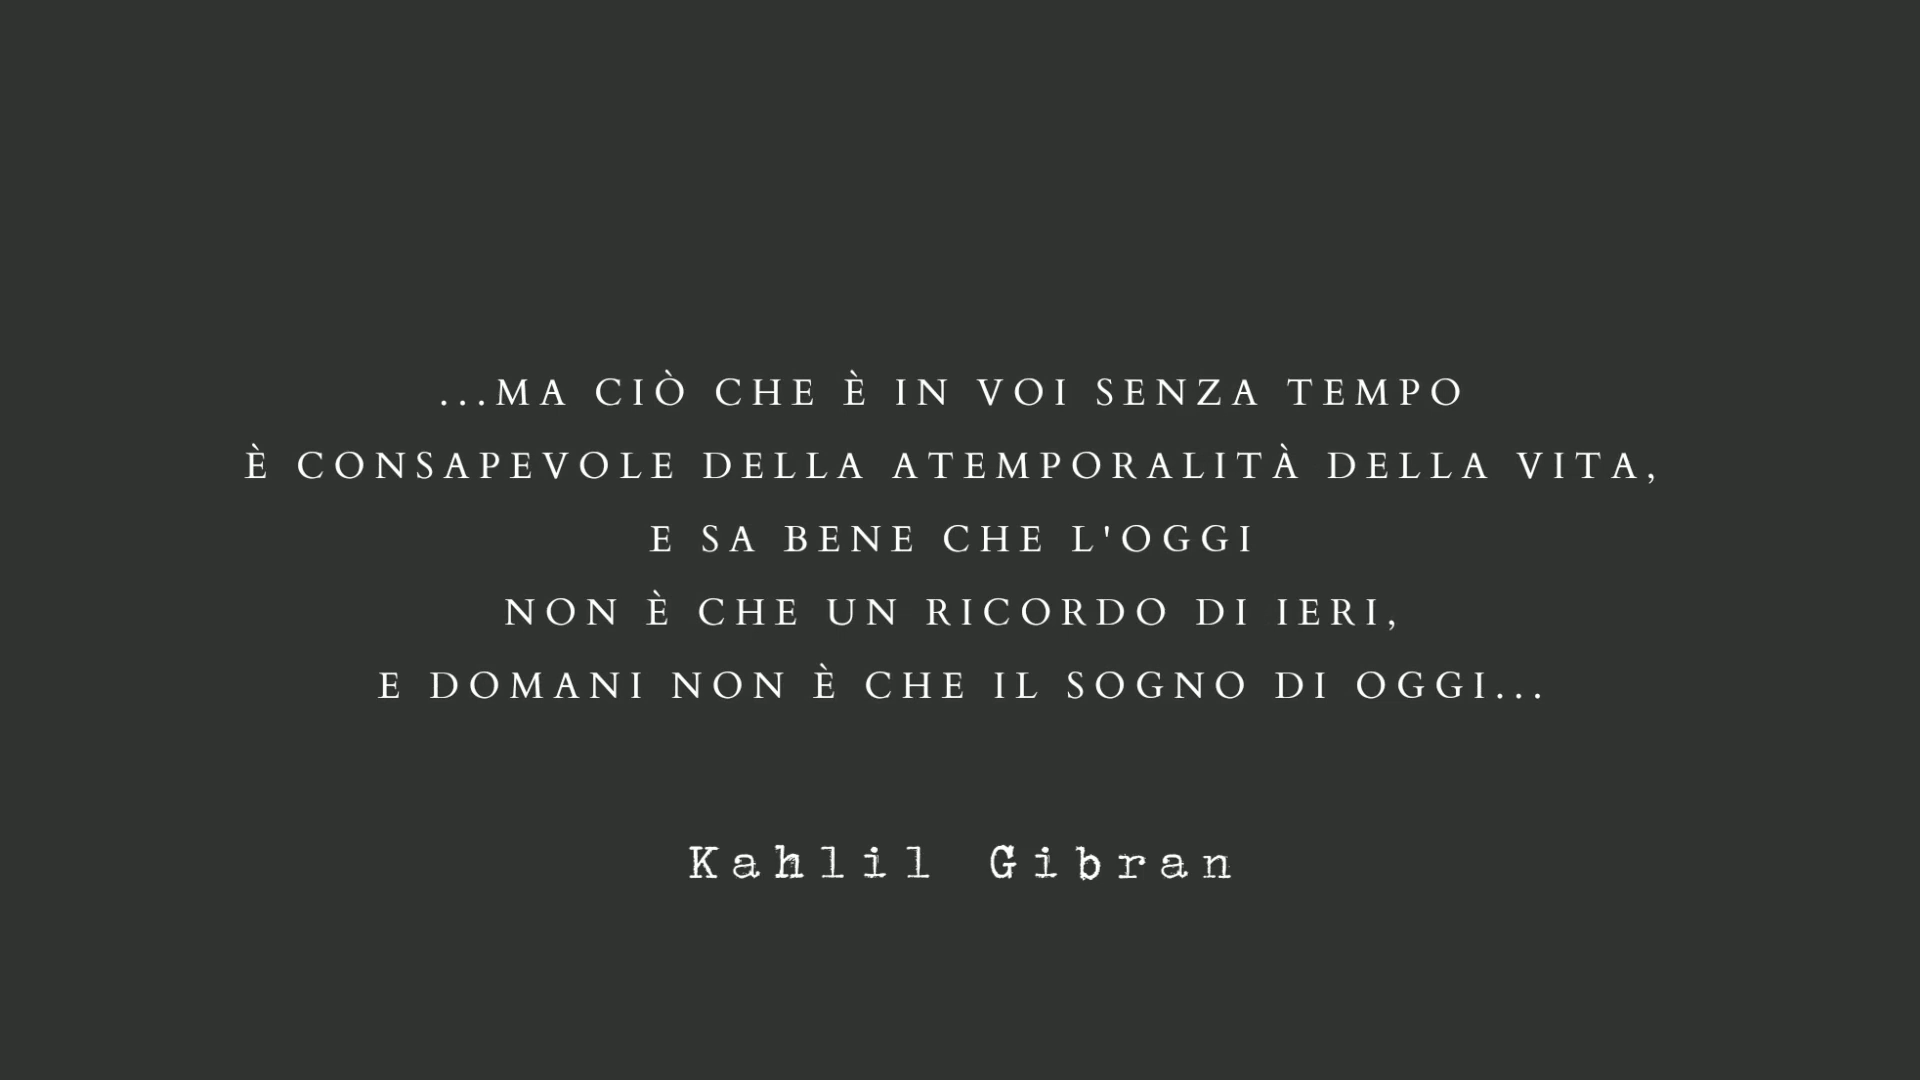 ...MA CIÒ CHE È IN VOI SENZA TEMPO
È CONSAPEVOLE DELLA ATEMPORALITÀ DELLA VITA,
E SA BENE CHE L'OGGI
NON È CHE UN RICORDO DI IERI,
E DOMANI NON È CHE IL SOGNO DI OGGI...
Kahlil Gibran